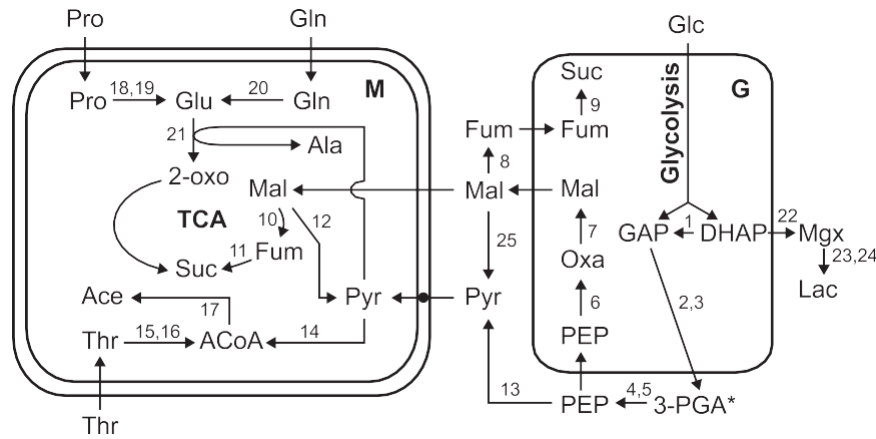 Pro
Gln
Glc
M
G
Pro
18,19
Glu
20
Gln
21
Ala
2-oxo
Mal
TCA
10
12
11
Fum
Suc
Pyr
Ace
17
Thr
15,16
ACoA
14
Thr
Fum
8
Mal
25
Pyr
13
Suc
9
Fum
Mal
7
Oxa
6
PEP
PEP
4,5
3-PGA*
Glycolysis
GAP
1
DHAP
22
Mgx
23,24
Lac
2,3